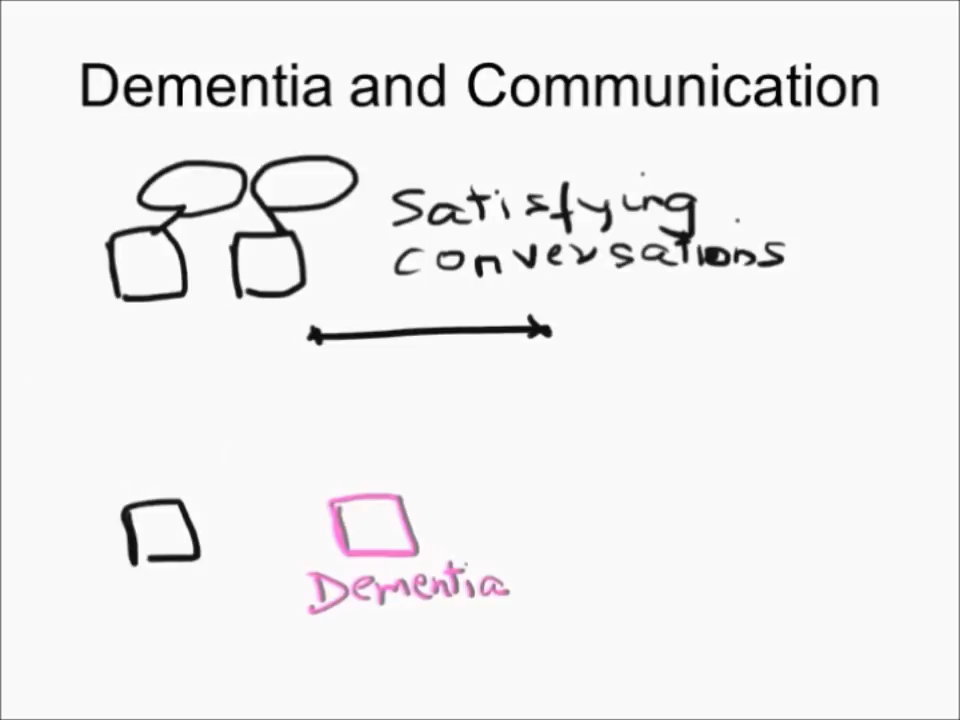 Dementia and Communication
Satisfying
conversations
Dementia